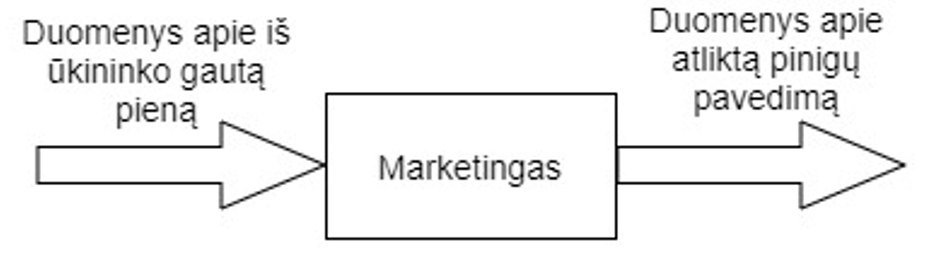 Duomenys apie iš
ūkininko gautą
pieną
Marketingas
Duomenys apie
atliktą pinigų
pavedimą